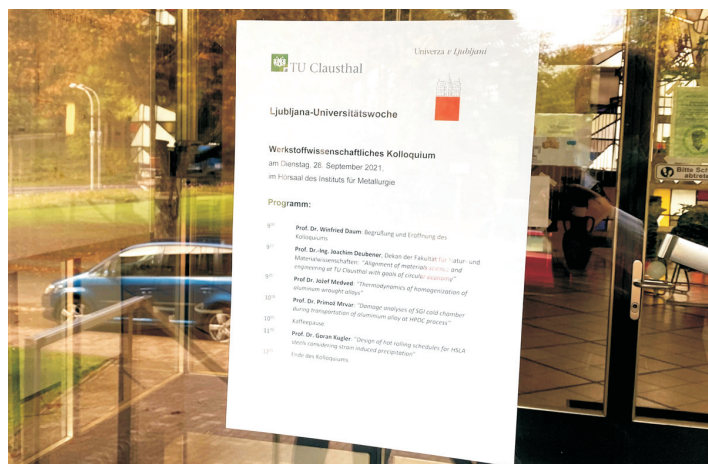 Univerza v Ljubljani
TU Clausthal
Ljubljana-Universitätswoche
Werkstoffwissenschaftliches Kolloquium
am Dienstag, 28. September 2021,
im Hörsaal des Instituts für Metallurgie
Programm:
Prof. Dr. Winfried Daum: Begrüßung und Eröffnung des
Kolloquiums
Prof. Dr.-Ing. Joachim Deubener, Dekan der Fakultät für Natur- und
Materialwissenschaften: "Alignment of materials science and
engineering at TU Clausthal with goals of circular economy"
Prof Dr. Jožef Medved: "Thermodynamics of homogenization of
aluminum wrought alloys"
Prof. Dr. Primož Mrvar: "Damage analyses of SGI cold chamber
during transportation of aluminium alloy at HPDC process"
Kaffeepause
Prof. Dr. Goran Kugler: "Design of hot rolling schedules for HSLA
steels considering strain induced precipitation"
Ende des Kolloquiums
Bitte
abtrete